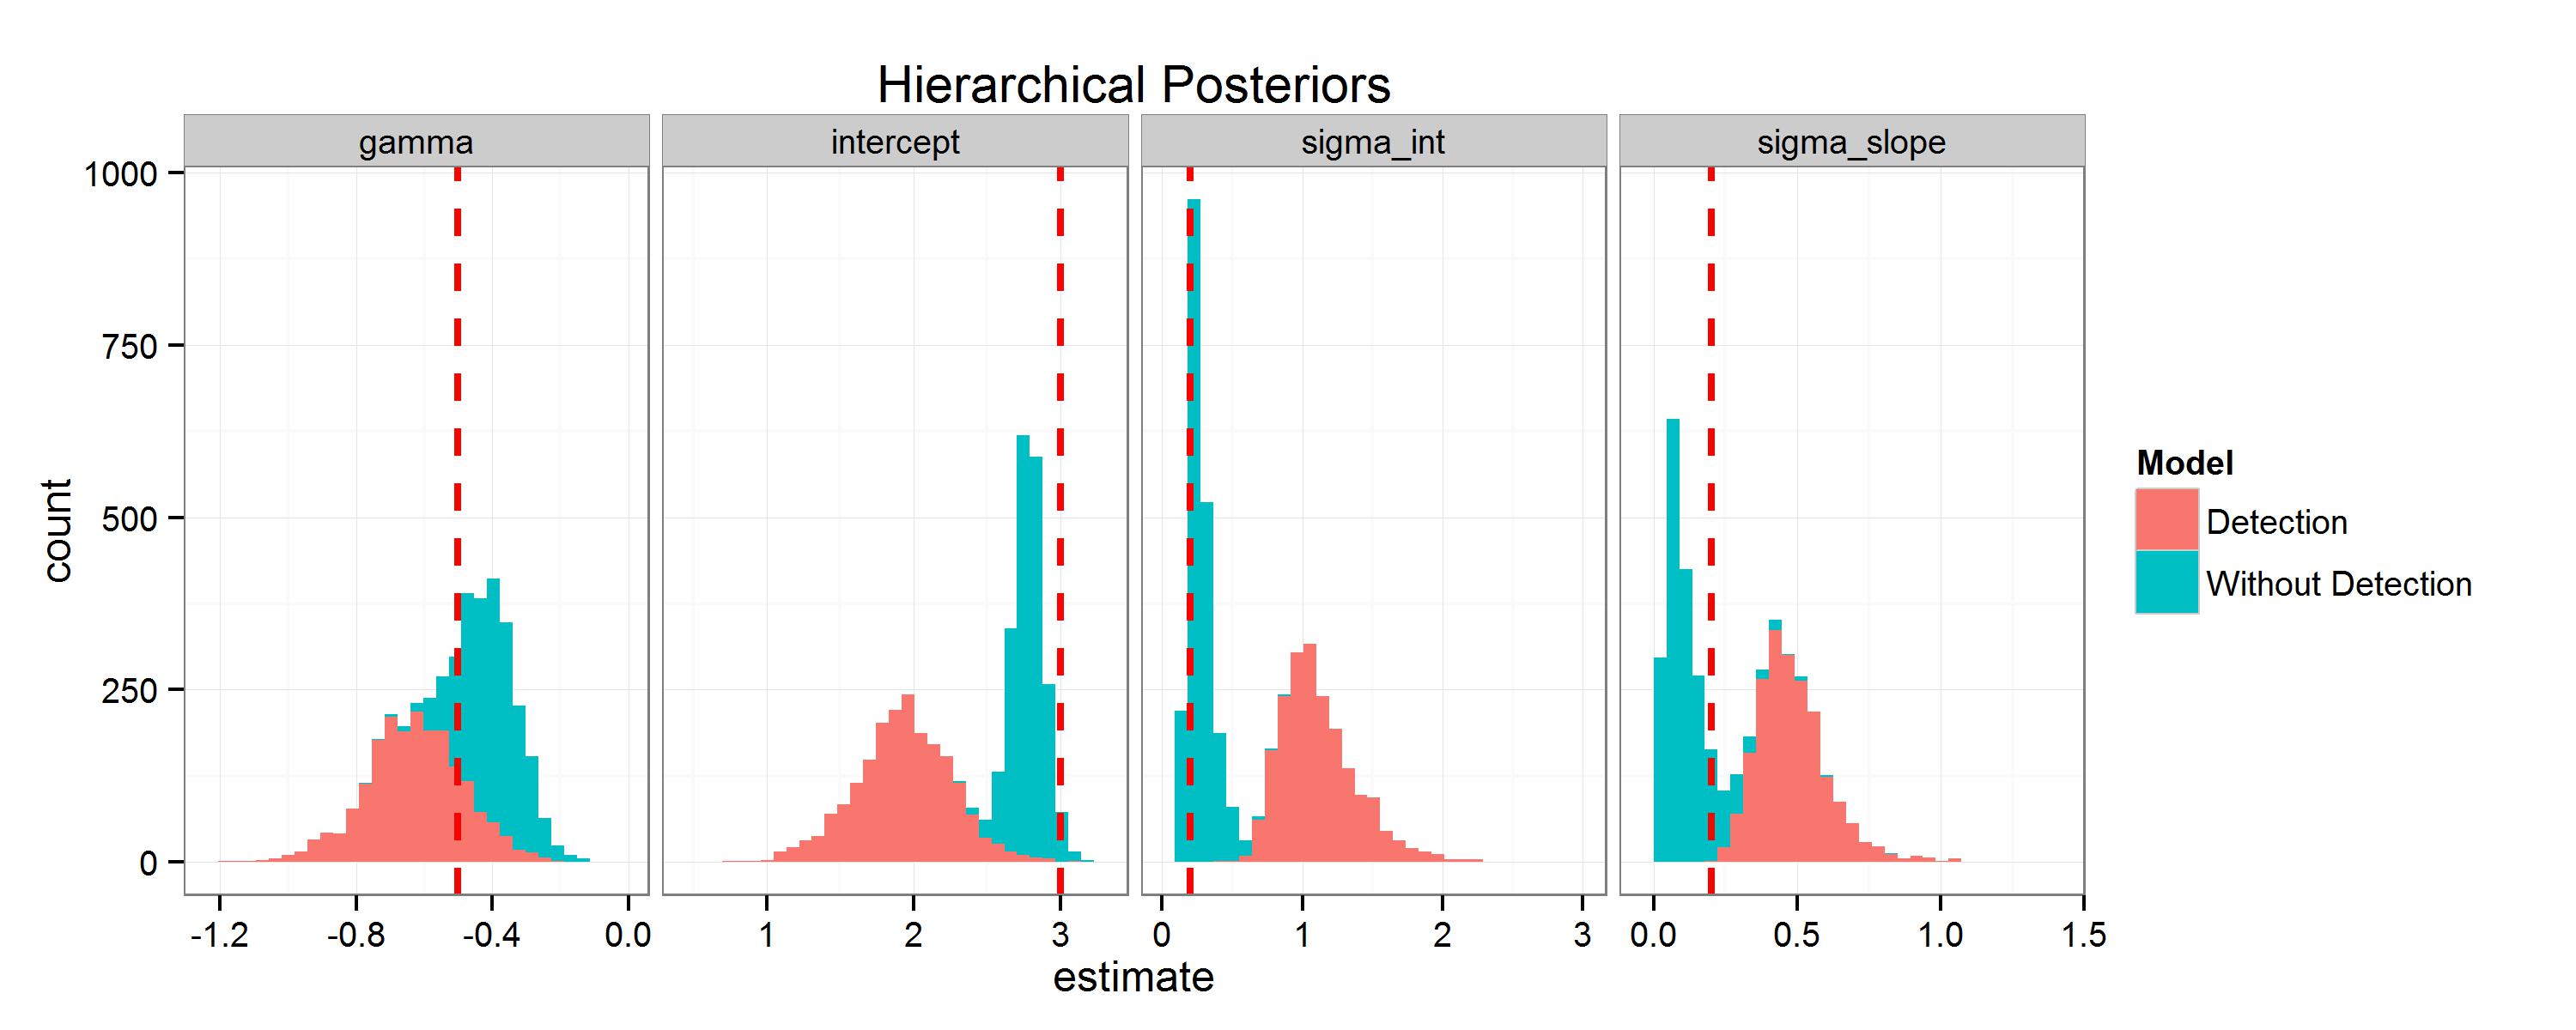 Hierarchical Posteriors
gamma intercept sigma_int sigma_slope
1000
750
500
250
0
count
-1.2 -0.8 -0.4 0.0 1 2 3 0 1 2 3 0.0 0.5 1.0 1.5
estimate
Model
Detection
Without Detection